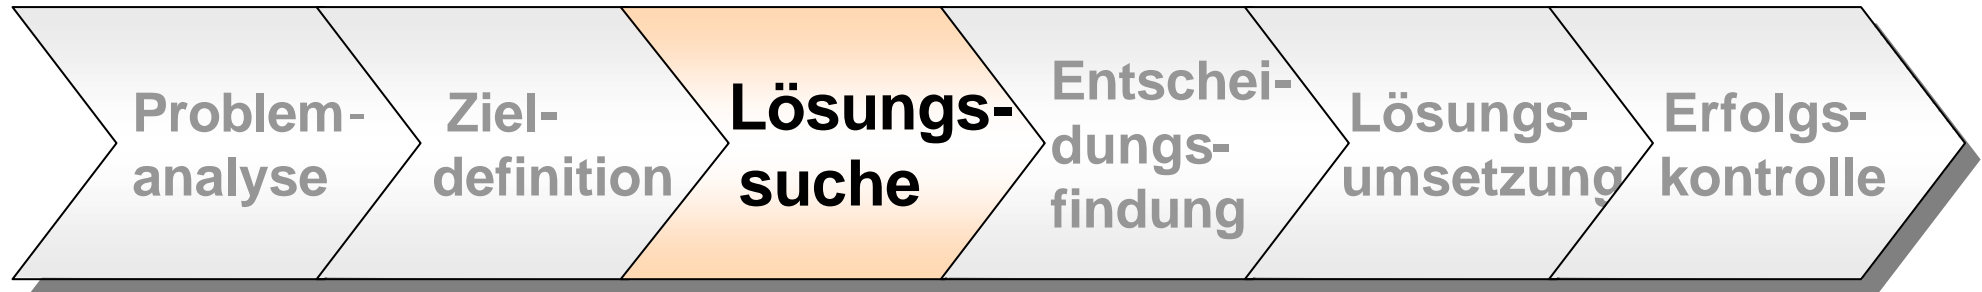 Problem-
analyse
Ziel-
definition
Lösungs-
suche
Entschei-
dungs-
findung
Lösungs-
umsetzung
Erfolgs-
kontrolle